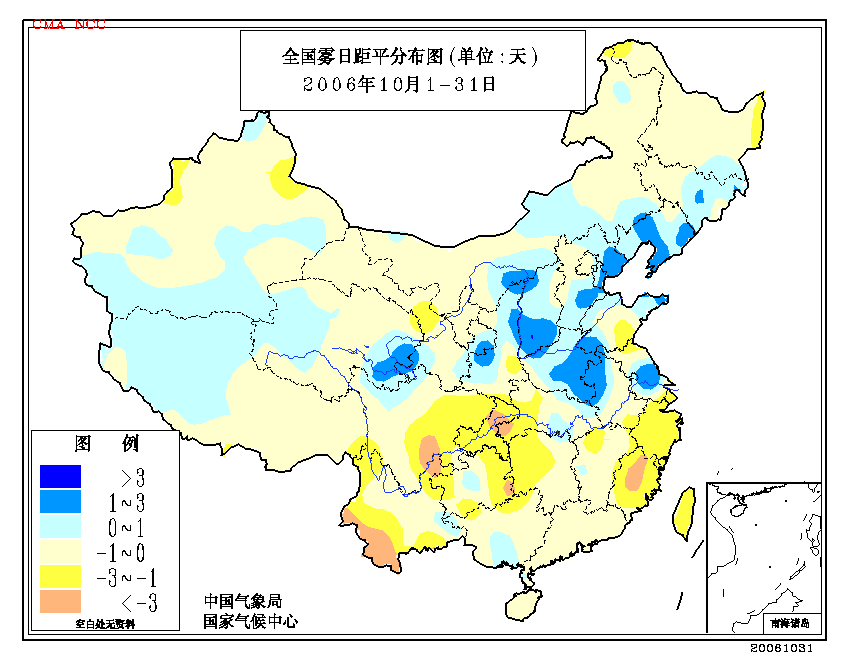 CMA NCC
全国雾日距平分布图(单位:天)
2006年10月1-31日
图 例
>3
1~3
0~1
-1~0
-3~-1
<-3
空白处无资料
中国气象局
国家气候中心
南海诸岛
20061031